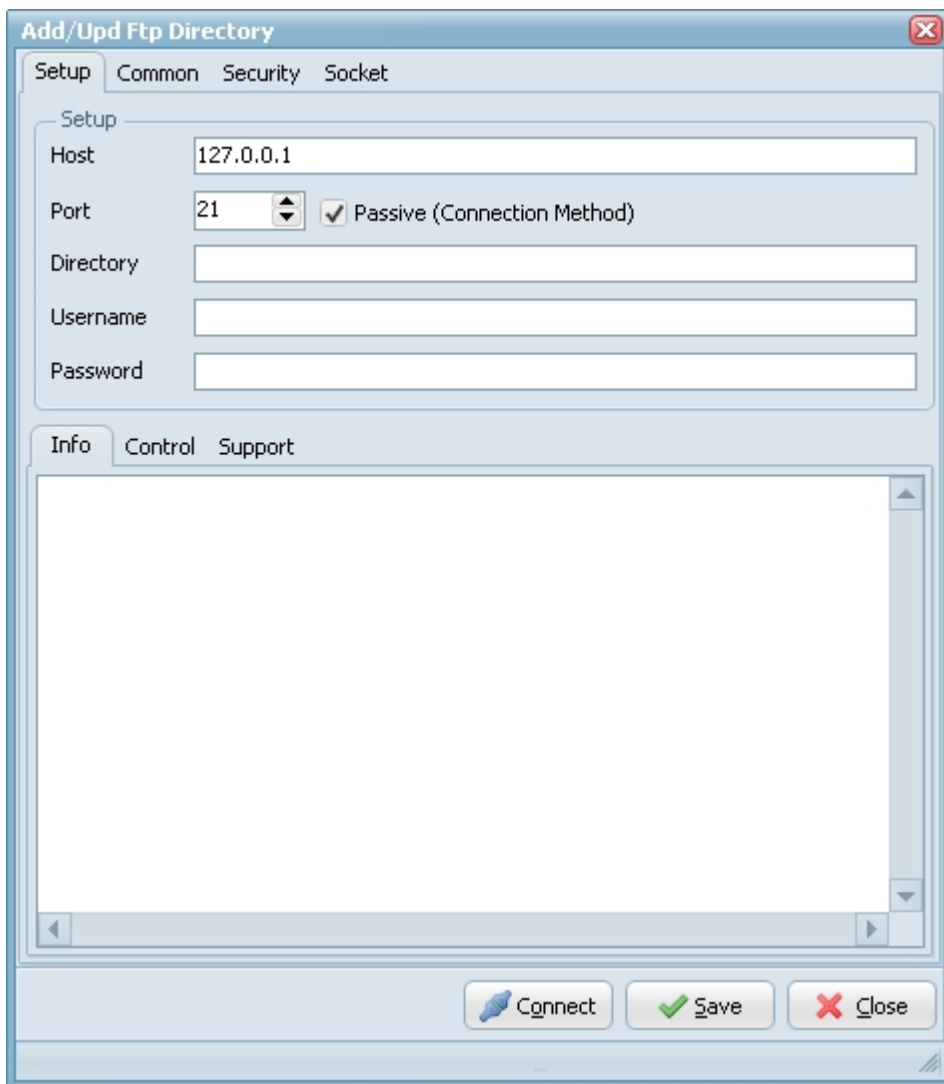 Add/Upd Ftp Directory
Setup Common Security Socket
Setup
Host 127.0.0.1
Port 21 Passive (Connection Method)
Directory
Username
Password
Info Control Support
Connect Save Close